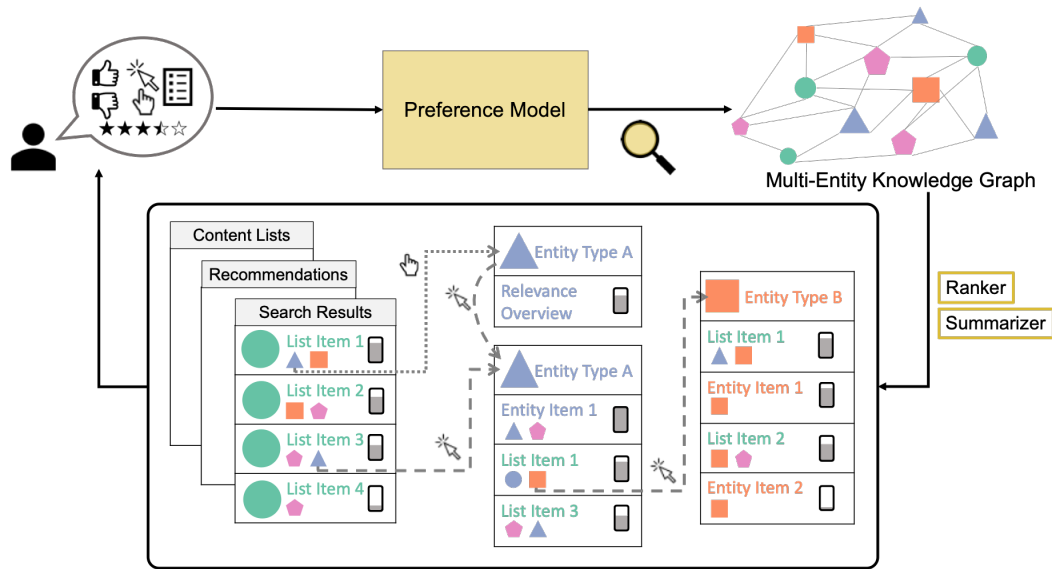 Preference Model
Multi-Entity Knowledge Graph
Ranker
Summarizer
Content Lists
Recommendations
Search Results
List Item 1
List Item 2
List Item 3
List Item 4
Entity Type A
Relevance
Overview
Entity Type A
Entity Item 1
List Item 1
List Item 3
Entity Type B
List Item 1
Entity Item 1
List Item 2
Entity Item 2